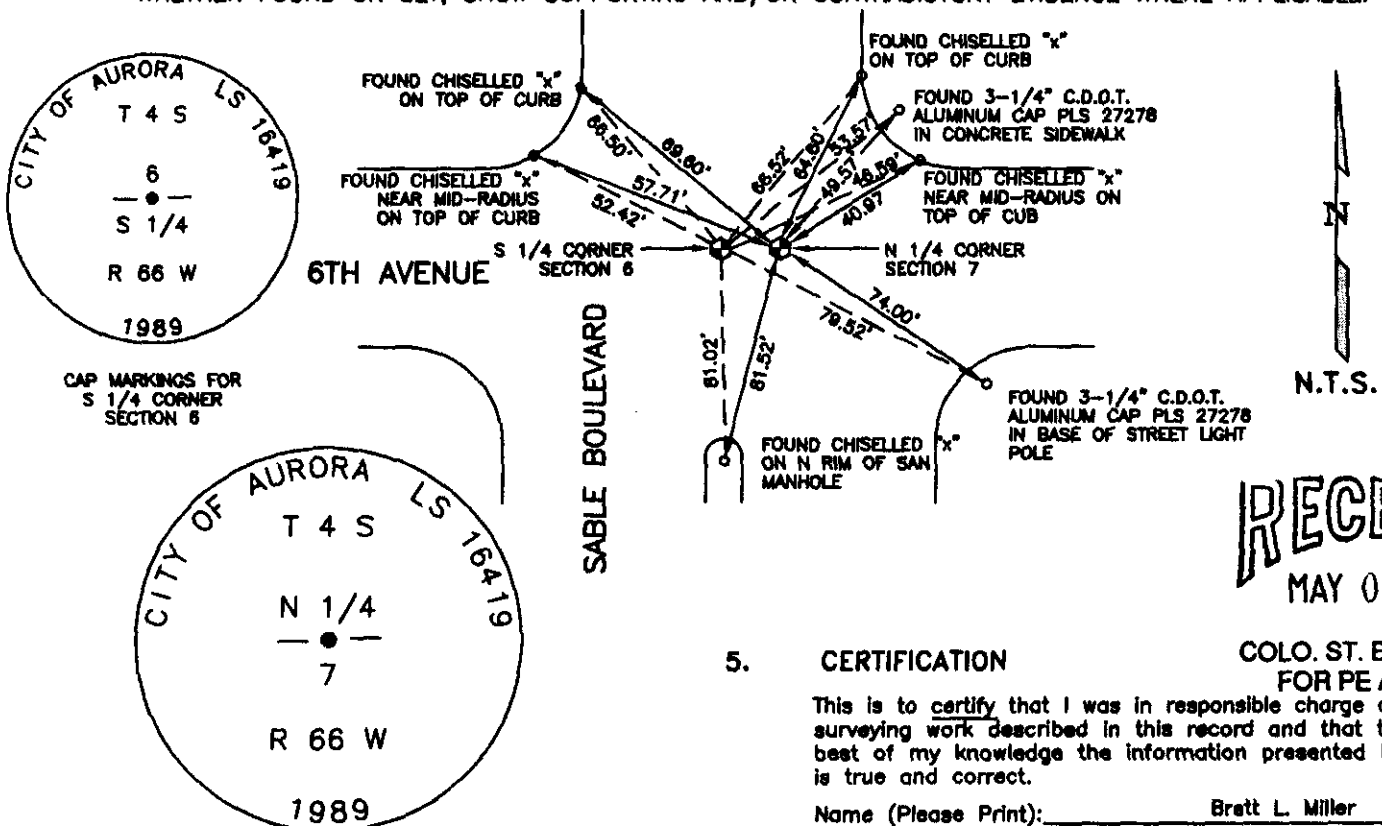 CITY OF AURORA LS 16419
T 4 S
6
S 1/4
R 66 W
1989
CAP MARKINGS FOR
S 1/4 CORNER
SECTION 6
FOUND CHISELLED "x"
ON TOP OF CURB
FOUND CHISELLED "x"
NEAR MID-RADIUS
ON TOP OF CURB
FOUND CHISELLED "x"
ON TOP OF CURB
FOUND 3-1/4" C.D.O.T.
ALUMINUM CAP PLS 27278
IN CONCRETE SIDEWALK
FOUND CHISELLED "x"
NEAR MID-RADIUS ON
TOP OF CUB
66.50'
69.60'
57.71'
52.42'
66.52'
64.60'
53.57'
49.57'
46.59'
40.97'
S 1/4 CORNER
SECTION 6
N 1/4 CORNER
SECTION 7
6TH AVENUE
SABLE BOULEVARD
74.00'
79.52'
61.02'
61.52'
FOUND CHISELLED "x"
ON N RIM OF SAN
MANHOLE
FOUND 3-1/4" C.D.O.T.
ALUMINUM CAP PLS 27278
IN BASE OF STREET LIGHT
POLE
N
N.T.S.
CITY OF AURORA LS 16419
T 4 S
N 1/4
7
R 66 W
1989
RECE
MAY 0
COLO. ST. B
FOR PE A
5. CERTIFICATION
This is to certify that I was in responsible charge o
surveying work described in this record and that t
best of my knowledge the information presented
is true and correct.
Name (Please Print): Brett L. Miller